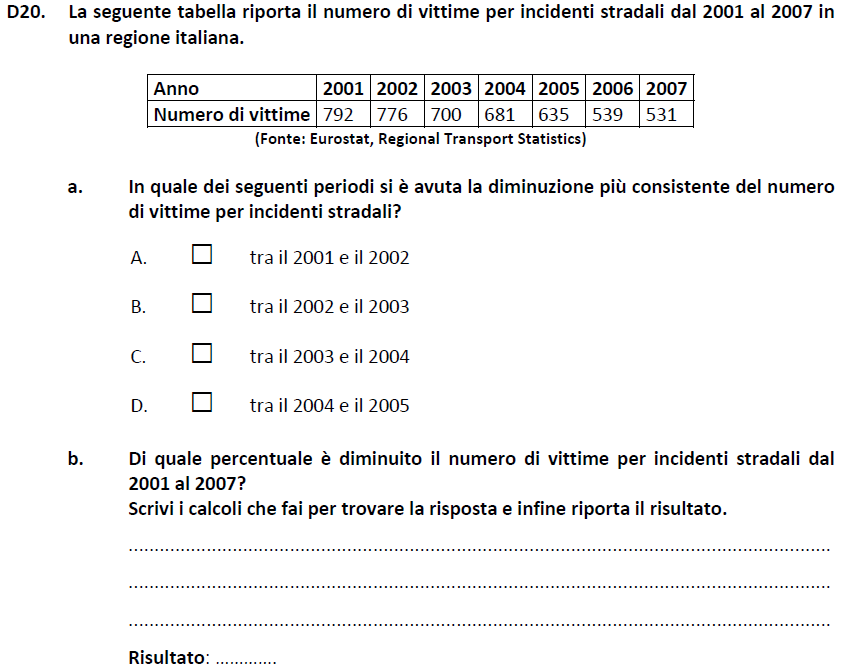 D20. La seguente tabella riporta il numero di vittime per incidenti stradali dal 2001 al 2007 in
una regione italiana.
Anno 2001 2002 2003 2004 2005 2006 2007
Numero di vittime 792 776 700 681 635 539 531
(Fonte: Eurostat, Regional Transport Statistics)
a. In quale dei seguenti periodi si è avuta la diminuzione più consistente del numero
di vittime per incidenti stradali?
A. tra il 2001 e il 2002
B. tra il 2002 e il 2003
C. tra il 2003 e il 2004
D. tra il 2004 e il 2005
b. Di quale percentuale è diminuito il numero di vittime per incidenti stradali dal
2001 al 2007?
Scrivi i calcoli che fai per trovare la risposta e infine riporta il risultato.
Risultato: .............